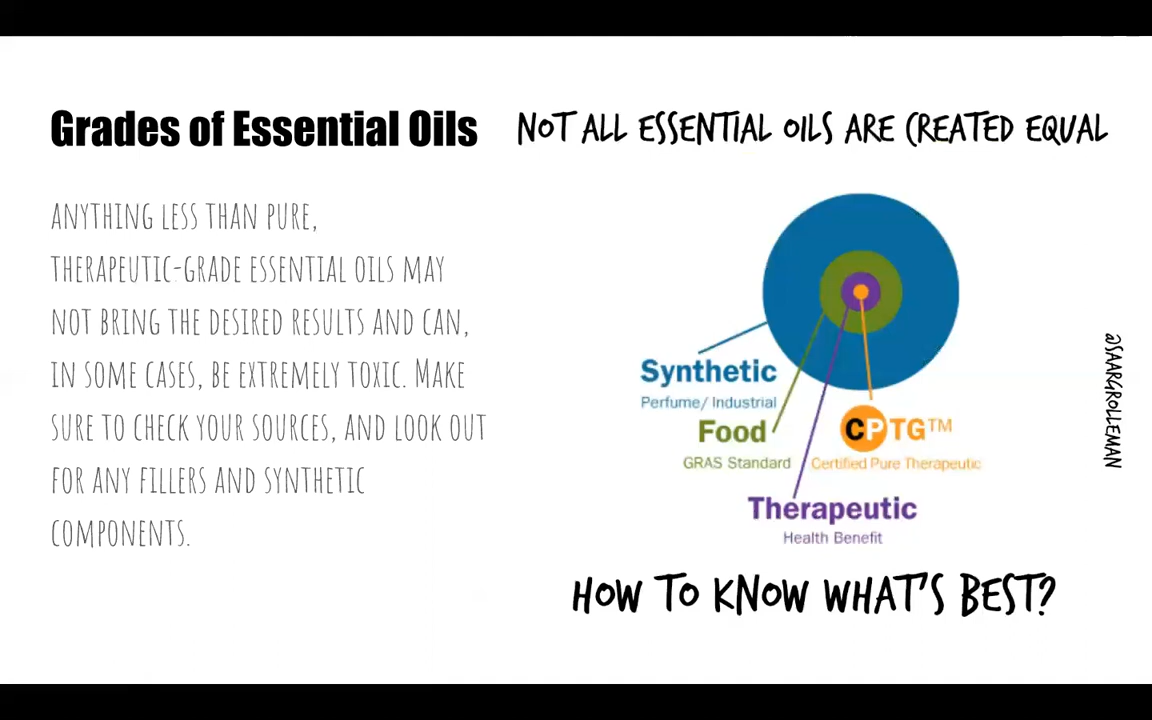 Grades of Essential Oils
NOT ALL ESSENTIAL OILS ARE CREATED EQUAL
ANYTHING LESS THAN PURE,
THERAPEUTIC-GRADE ESSENTIAL OILS MAY
NOT BRING THE DESIRED RESULTS AND CAN,
IN SOME CASES, BE EXTREMELY TOXIC. MAKE
SURE TO CHECK YOUR SOURCES, AND LOOK OUT
FOR ANY FILLERS AND SYNTHETIC
COMPONENTS.
Synthetic
Perfume/ Industrial
Food
GRAS Standard
CPTG™
Certified Pure Therapeutic
Therapeutic
Health Benefit
HOW TO KNOW WHAT'S BEST?
@SAARGROLLEMAN